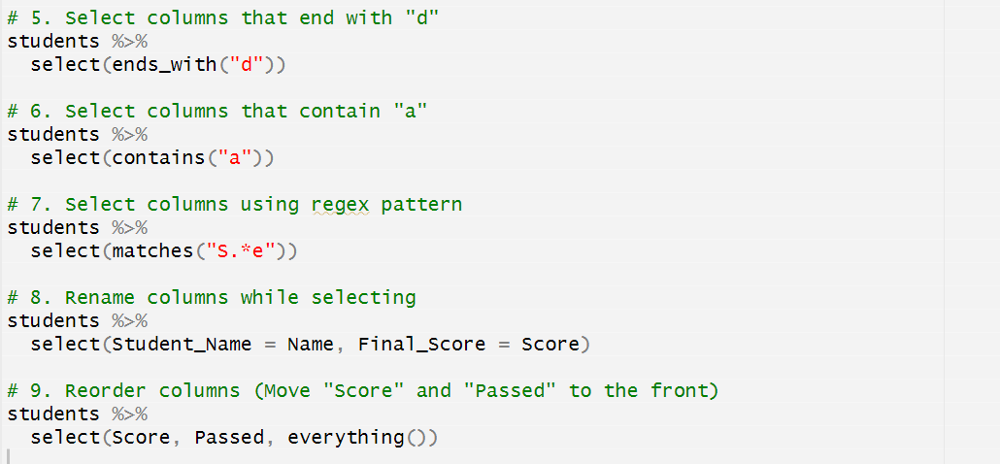 # 5. Select columns that end with "d"
students %>%
  select(ends_with("d"))

# 6. Select columns that contain "a"
students %>%
  select(contains("a"))

# 7. Select columns using regex pattern
students %>%
  select(matches("S.*e"))

# 8. Rename columns while selecting
students %>%
  select(Student_Name = Name, Final_Score = Score)

# 9. Reorder columns (Move "Score" and "Passed" to the front)
students %>%
  select(Score, Passed, everything())